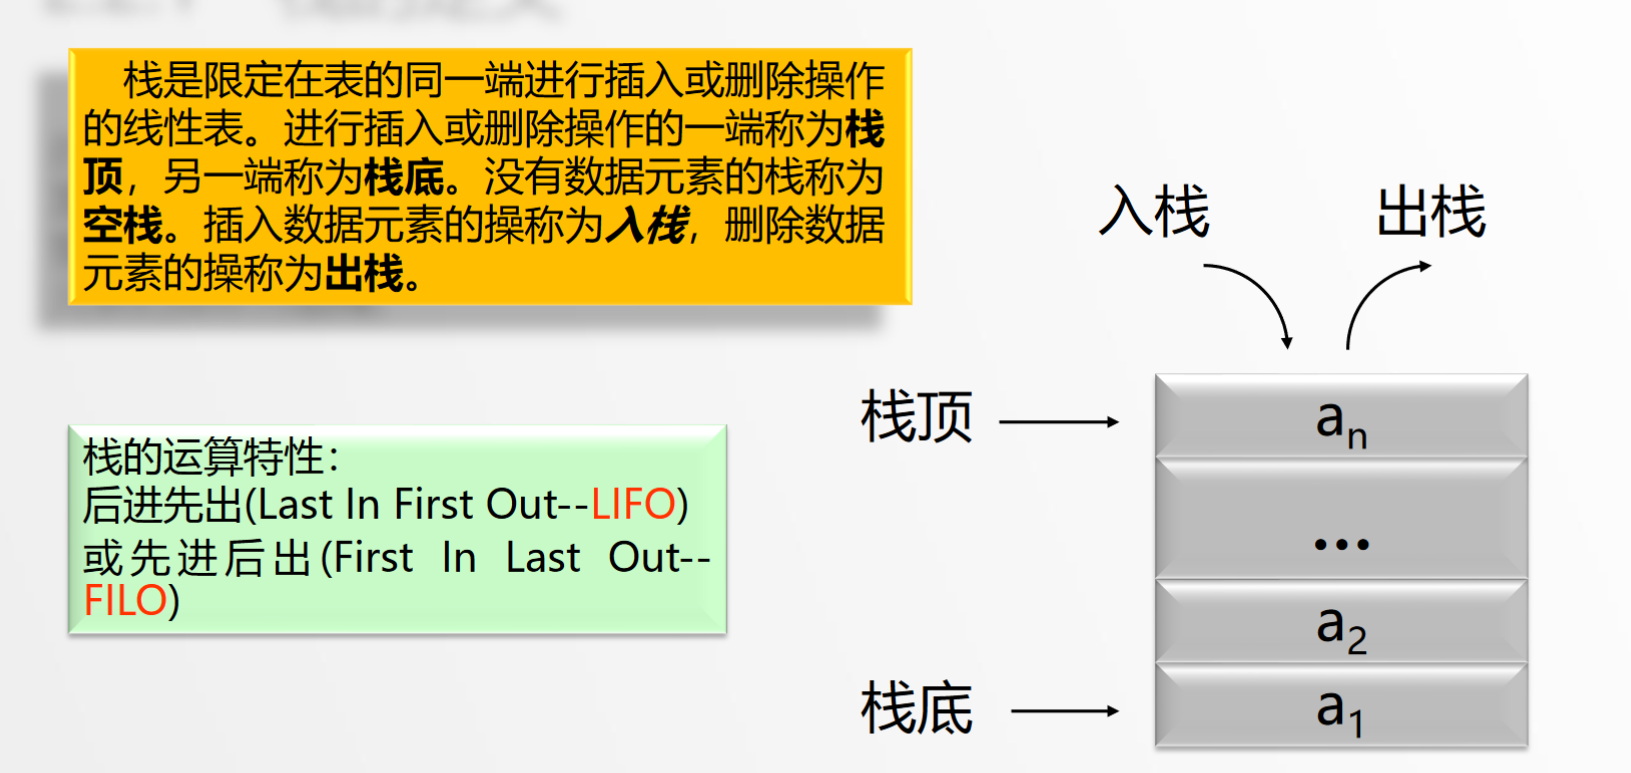 栈是限定在表的同一端进行插入或删除操作
的线性表。进行插入或删除操作的一端称为栈
顶，另一端称为栈底。没有数据元素的栈称为
空栈。插入数据元素的操称为入栈，删除数据
元素的操称为出栈。
栈的运算特性：
后进先出(Last In First Out--LIFO)
或先进后出(First In Last Out--
FILO)
入栈
出栈
栈顶
aₙ
...
a₂
栈底
a₁